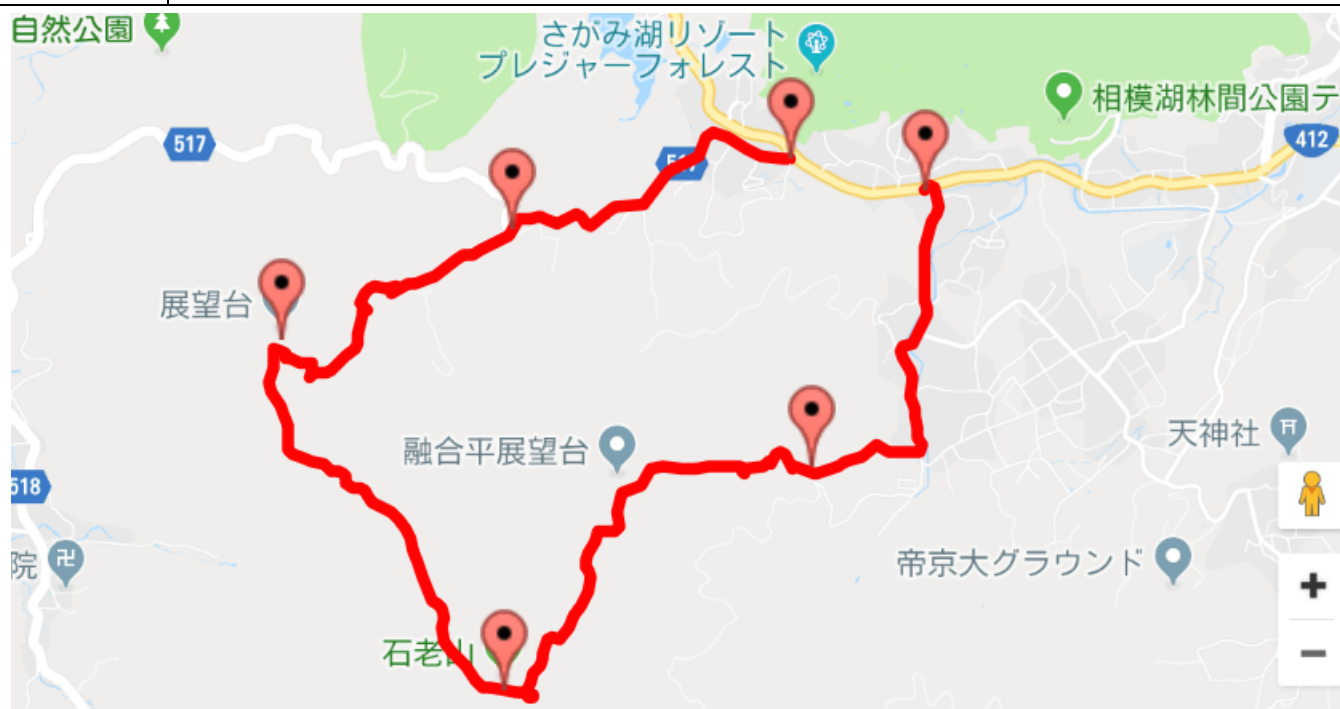 自然公園
さがみ湖リゾート
プレジャーフォレスト
相模湖林間公園テ
517
412
展望台
融合平展望台
天神社
518
院
帝京大グラウンド
石老山
+
−